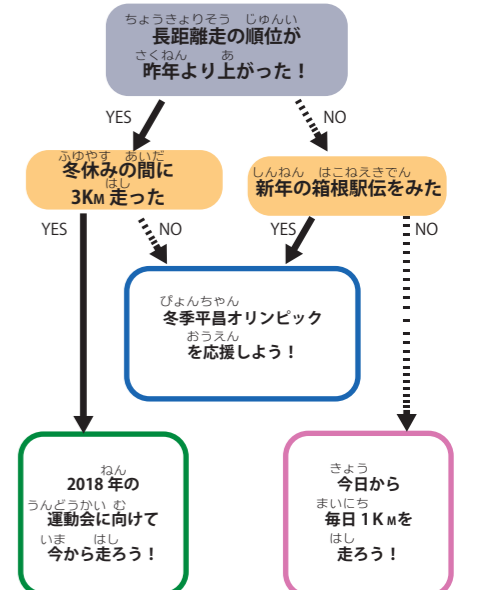 ちょうきょりそう じゅんい
長距離走の順位が
さくねん あ
昨年より上がった！
YES
NO
ふゆやす あいだ
冬休みの間に
はし
3KM 走った
しんねん はこねえきでん
新年の箱根駅伝をみた
YES
NO
YES
NO
ぴょんちゃん
冬季平昌オリンピック
おうえん
を応援しよう！
ねん
2018 年の
うんどうかい む
運動会に向けて
いま はし
今から走ろう！
きょう
今日から
まいにち
毎日 1 K Mを
はし
走ろう！